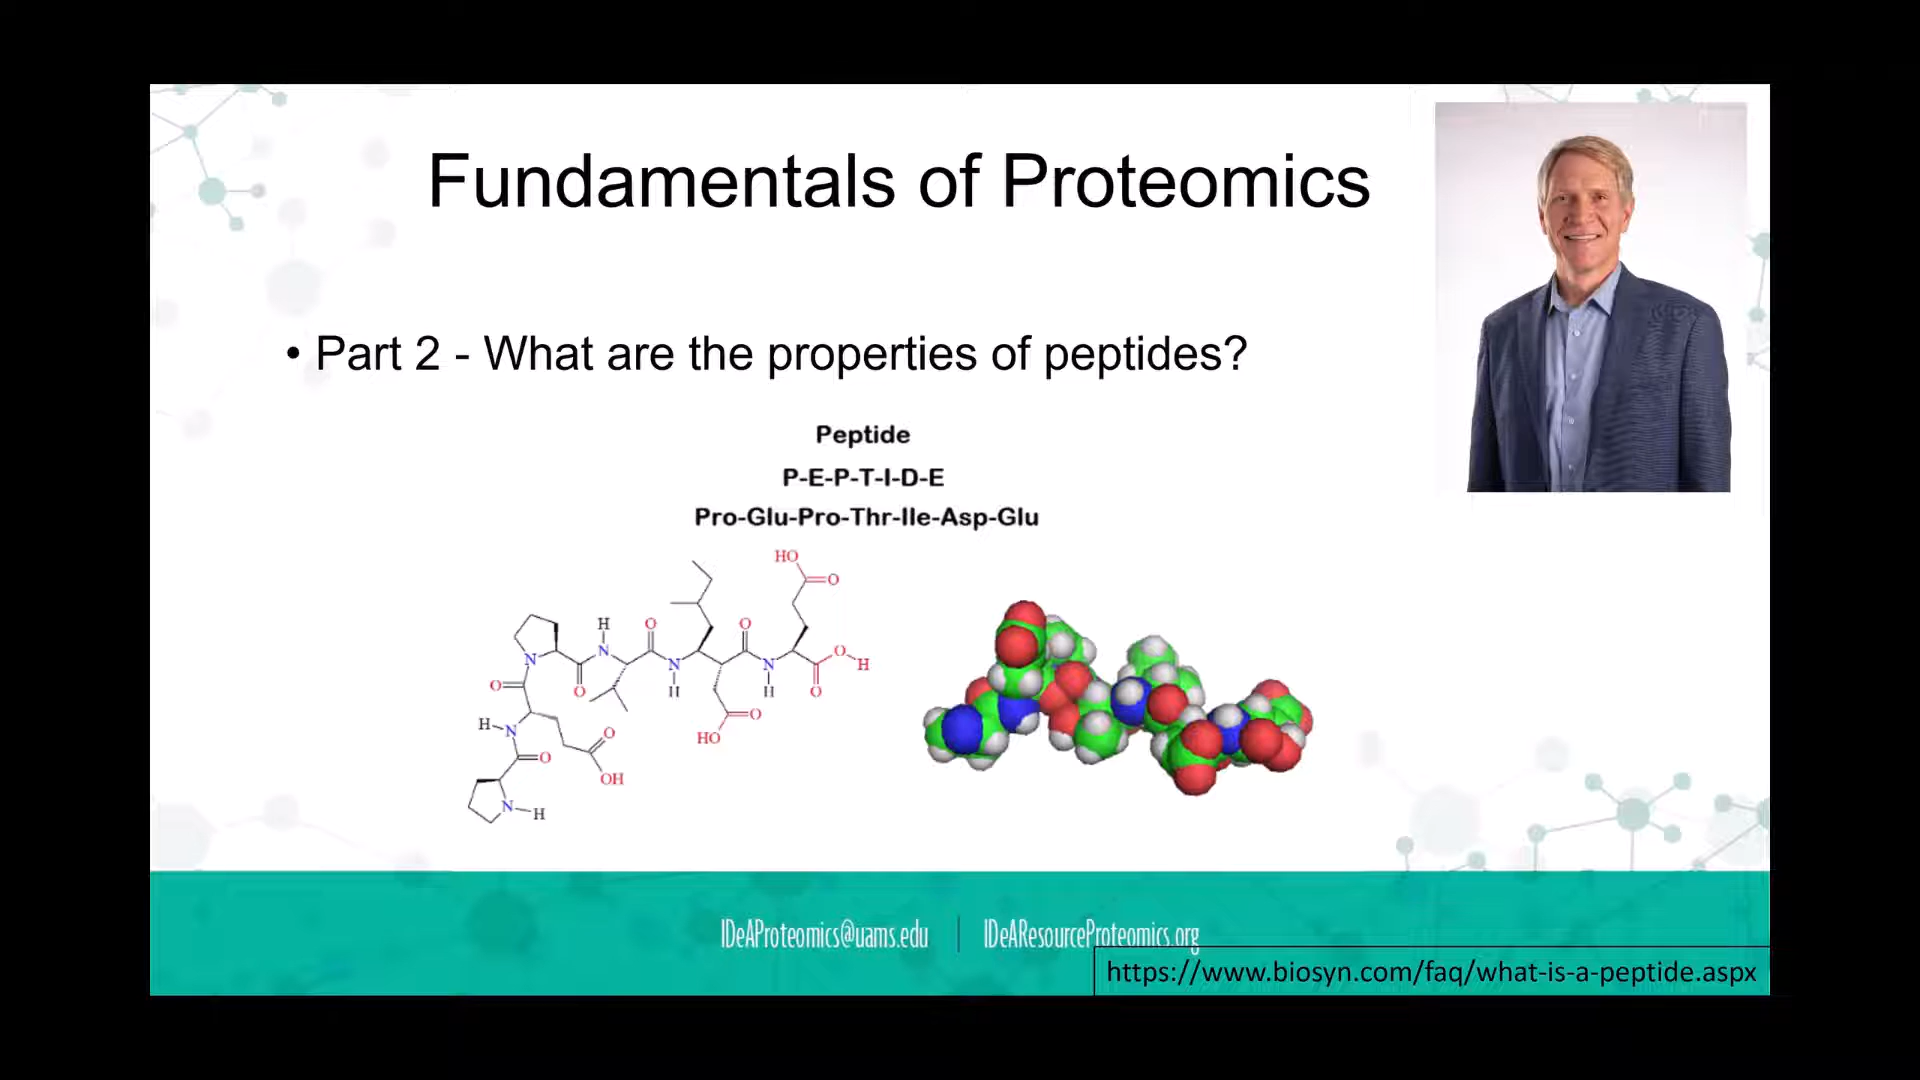 Fundamentals of Proteomics
• Part 2 - What are the properties of peptides?
Peptide
P-E-P-T-I-D-E
Pro-Glu-Pro-Thr-Ile-Asp-Glu
HO
O
H
O
O
N
O
H
N
O
N
N
O
H
O
O
H
H
O
H
N
O
O
HO
O
OH
N
H
IDeAProteomics@uams.edu | IDeAResourceProteomics.org
https://www.biosyn.com/faq/what-is-a-peptide.aspx